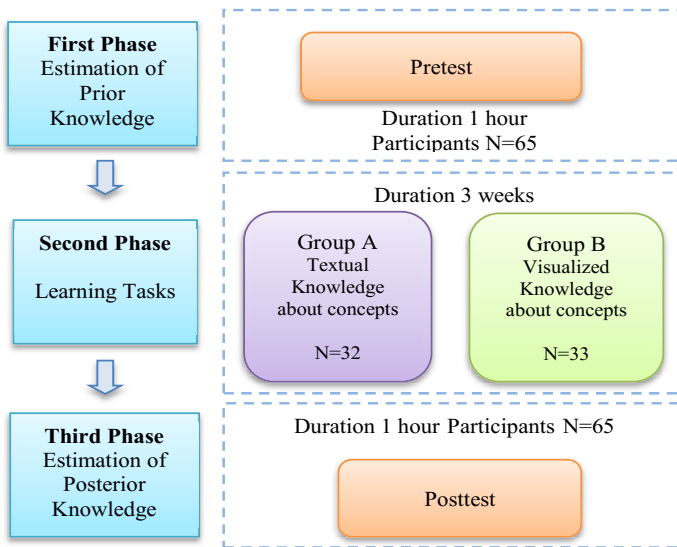 First Phase
Estimation of
Prior
Knowledge
Pretest
Duration 1 hour
Participants N=65
Second Phase
Learning Tasks
Duration 3 weeks
Group A
Textual
Knowledge
about concepts
N=32
Group B
Visualized
Knowledge
about concepts
N=33
Third Phase
Estimation of
Posterior
Knowledge
Duration 1 hour Participants N=65
Posttest